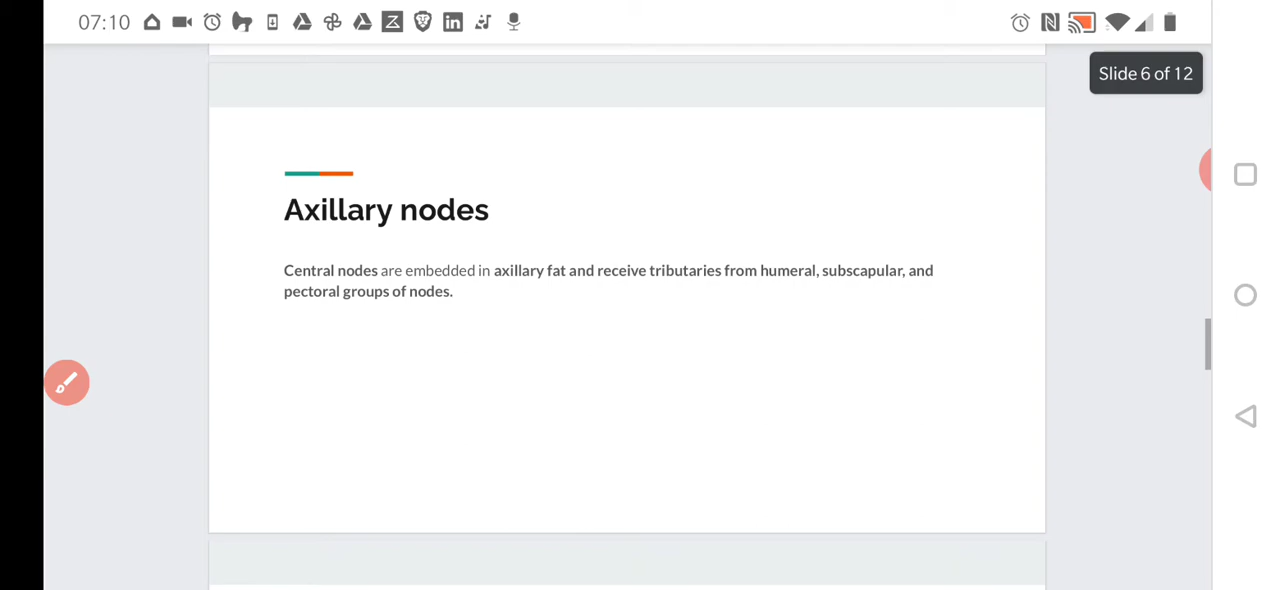 07:10
Slide 6 of 12
Axillary nodes
Central nodes are embedded in axillary fat and receive tributaries from humeral, subscapular, and
pectoral groups of nodes.